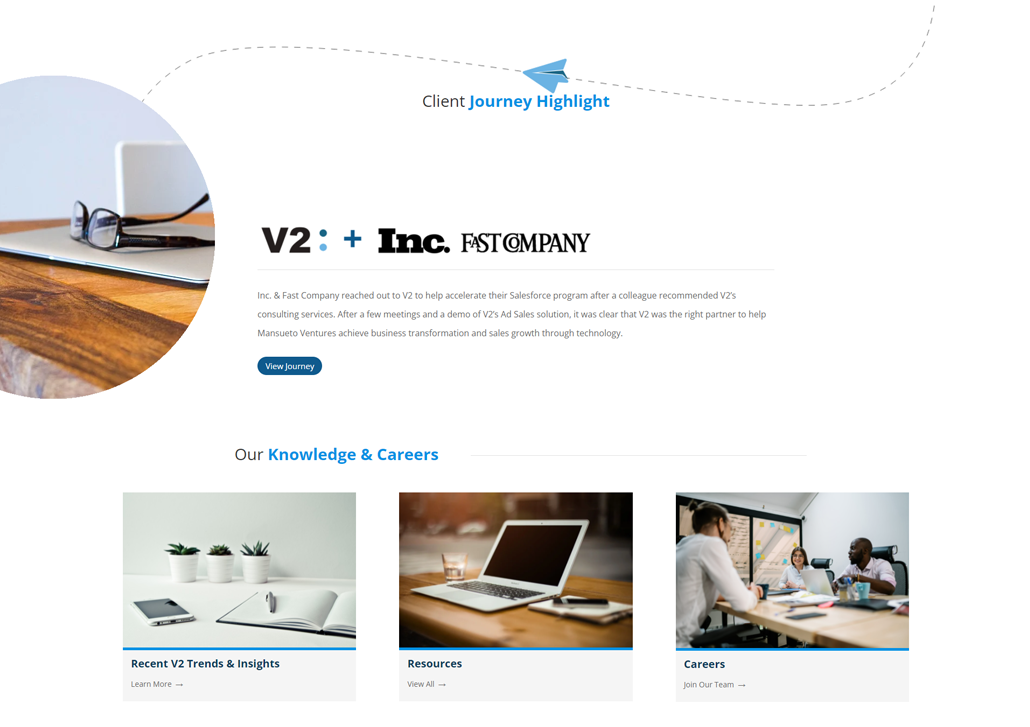 Client Journey Highlight
V2: + Inc. FAST COMPANY
Inc. & Fast Company reached out to V2 to help accelerate their Salesforce program after a colleague recommended V2's
consulting services. After a few meetings and a demo of V2's Ad Sales solution, it was clear that V2 was the right partner to help
Mansueto Ventures achieve business transformation and sales growth through technology.
View Journey
Our Knowledge & Careers
Recent V2 Trends & Insights
Learn More →
Resources
View All →
Careers
Join Our Team →